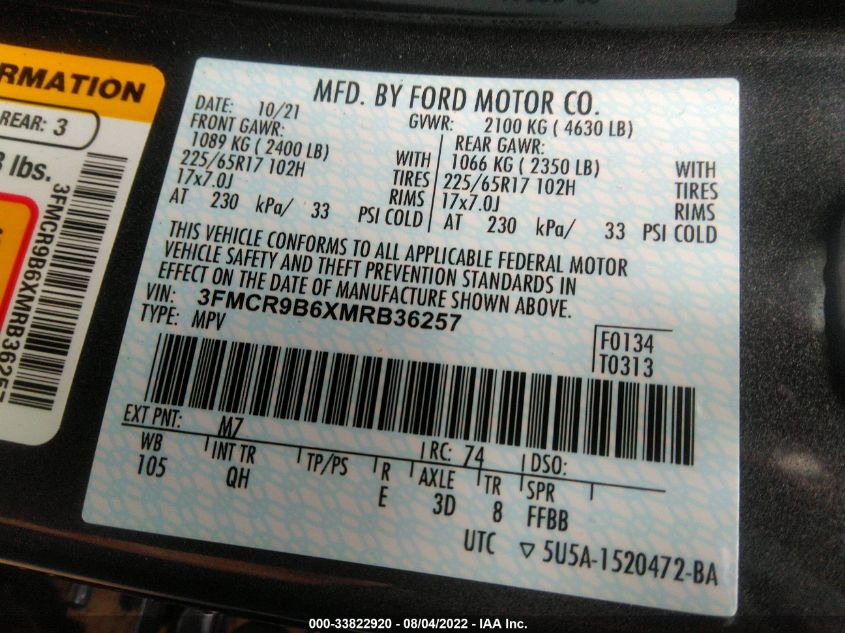 RMATION
REAR: 3
lbs.
3FMCR9B6XMRB36257
MFD. BY FORD MOTOR CO.
DATE: 10/21 GVWR: 2100 KG ( 4630 LB)
FRONT GAWR: REAR GAWR:
1089 KG ( 2400 LB) WITH 1066 KG ( 2350 LB) WITH
225/65R17 102H TIRES 225/65R17 102H TIRES
17x7.0J RIMS 17x7.0J RIMS
AT 230 kPa/ 33 PSI COLD AT 230 kPa/ 33 PSI COLD
THIS VEHICLE CONFORMS TO ALL APPLICABLE FEDERAL MOTOR
VEHICLE SAFETY AND THEFT PREVENTION STANDARDS IN
EFFECT ON THE DATE OF MANUFACTURE SHOWN ABOVE.
VIN: 3FMCR9B6XMRB36257
TYPE: MPV
F0134
T0313
EXT PNT: M7 RC: 74 DSO:
WB INT TR TP/PS R AXLE TR SPR
105 QH E 3D 8 FFBB
UTC ▽ 5U5A-1520472-BA
000-33822920 - 08/04/2022 - IAA Inc.